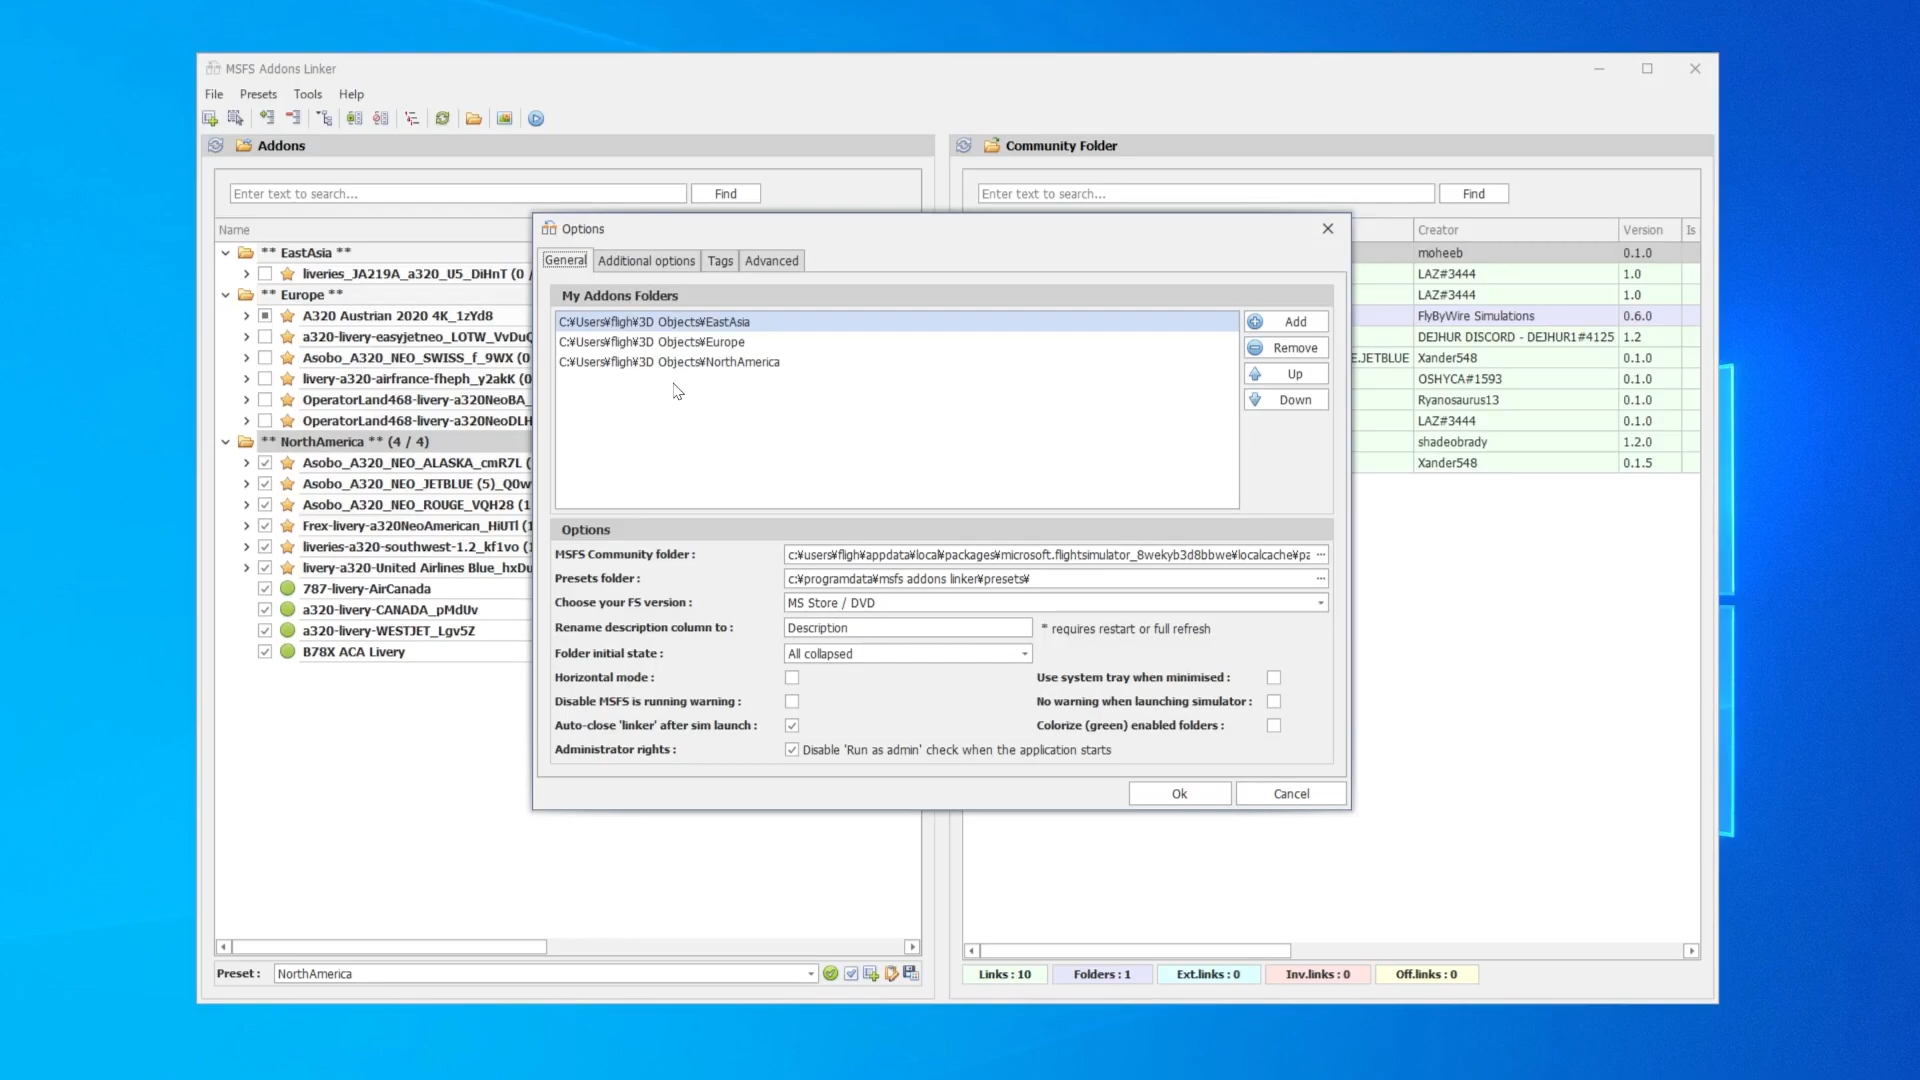 MSFS Addons Linker
File Presets Tools Help
Addons
Community Folder
Enter text to search...
Find
Enter text to search...
Find
Name
Creator
Version
Is
** EastAsia **
liveries_JA219A_a320_U5_DiHnT (0 /
** Europe **
A320 Austrian 2020 4K_1zYd8
a320-livery-easyjetneo_LOTW_VvDuQ
Asobo_A320_NEO_SWISS_f_9WX (0
livery-a320-airfrance-fheph_y2akK (0
OperatorLand468-livery-a320NeoBA_
OperatorLand468-livery-a320NeoDLH
** NorthAmerica ** (4 / 4)
Asobo_A320_NEO_ALASKA_cmR7L (
Asobo_A320_NEO_JETBLUE (5)_Q0w
Asobo_A320_NEO_ROUGE_VQH28 (1
Frex-livery-a320NeoAmerican_HiUTl (1
liveries-a320-southwest-1.2_kf1vo (1
livery-a320-United Airlines Blue_hxDu
787-livery-AirCanada
a320-livery-CANADA_pMdUv
a320-livery-WESTJET_Lgv5Z
B78X ACA Livery
Options
General
Additional options
Tags
Advanced
My Addons Folders
C:¥Users¥fligh¥3D Objects¥EastAsia
C:¥Users¥fligh¥3D Objects¥Europe
C:¥Users¥fligh¥3D Objects¥NorthAmerica
Add
Remove
Up
Down
Options
MSFS Community folder :
c:¥users¥fligh¥appdata¥local¥packages¥microsoft.flightsimulator_8wekyb3d8bbwe¥localcache¥pa ...
Presets folder :
c:¥programdata¥msfs addons linker¥presets¥ ...
Choose your FS version :
MS Store / DVD
Rename description column to :
Description
* requires restart or full refresh
Folder initial state :
All collapsed
Horizontal mode :
Use system tray when minimised :
Disable MSFS is running warning :
No warning when launching simulator :
Auto-close 'linker' after sim launch :
Colorize (green) enabled folders :
Administrator rights :
Disable 'Run as admin' check when the application starts
Ok
Cancel
moheeb 0.1.0
LAZ#3444 1.0
LAZ#3444 1.0
FlyByWire Simulations 0.6.0
DEJHUR DISCORD - DEJHUR1#4125 1.2
E.JETBLUE Xander548 0.1.0
OSHYCA#1593 0.1.0
Ryanosaurus13 0.1.0
LAZ#3444 0.1.0
shadeobrady 1.2.0
Xander548 0.1.5
Preset : NorthAmerica
Links : 10
Folders : 1
Ext.links : 0
Inv.links : 0
Off.links : 0